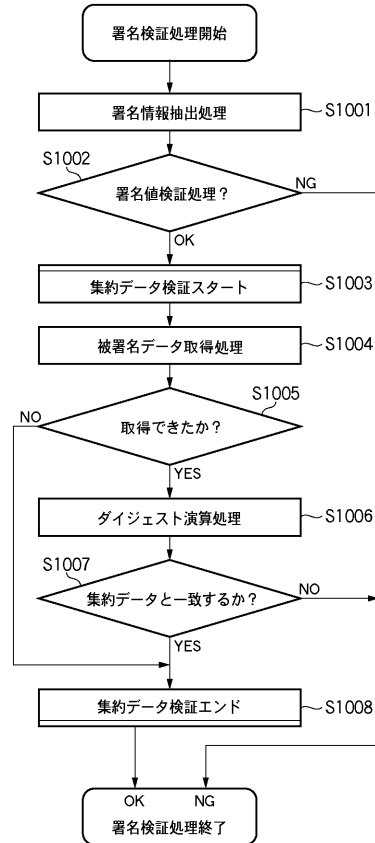 署名検証処理開始
署名情報抽出処理
S1001
S1002
署名値検証処理?
NG
OK
集約データ検証スタート
S1003
被署名データ取得処理
S1004
S1005
取得できたか?
NO
YES
ダイジェスト演算処理
S1006
S1007
集約データと一致するか?
NO
YES
集約データ検証エンド
S1008
OK NG
署名検証処理終了